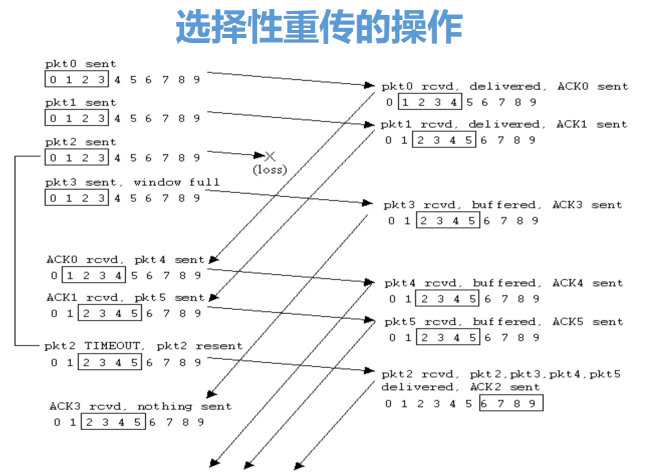 选择性重传的操作
pkt0 sent
0 1 2 3 4 5 6 7 8 9
pkt1 sent
0 1 2 3 4 5 6 7 8 9
pkt2 sent
0 1 2 3 4 5 6 7 8 9
(loss)
pkt3 sent, window full
0 1 2 3 4 5 6 7 8 9
ACK0 rcvd, pkt4 sent
0 1 2 3 4 5 6 7 8 9
ACK1 rcvd, pkt5 sent
0 1 2 3 4 5 6 7 8 9
pkt2 TIMEOUT, pkt2 resent
0 1 2 3 4 5 6 7 8 9
ACK3 rcvd, nothing sent
0 1 2 3 4 5 6 7 8 9
pkt0 rcvd, delivered, ACK0 sent
0 1 2 3 4 5 6 7 8 9
pkt1 rcvd, delivered, ACK1 sent
0 1 2 3 4 5 6 7 8 9
pkt3 rcvd, buffered, ACK3 sent
0 1 2 3 4 5 6 7 8 9
pkt4 rcvd, buffered, ACK4 sent
0 1 2 3 4 5 6 7 8 9
pkt5 rcvd, buffered, ACK5 sent
0 1 2 3 4 5 6 7 8 9
pkt2 rcvd, pkt2,pkt3,pkt4,pkt5
delivered, ACK2 sent
0 1 2 3 4 5 6 7 8 9